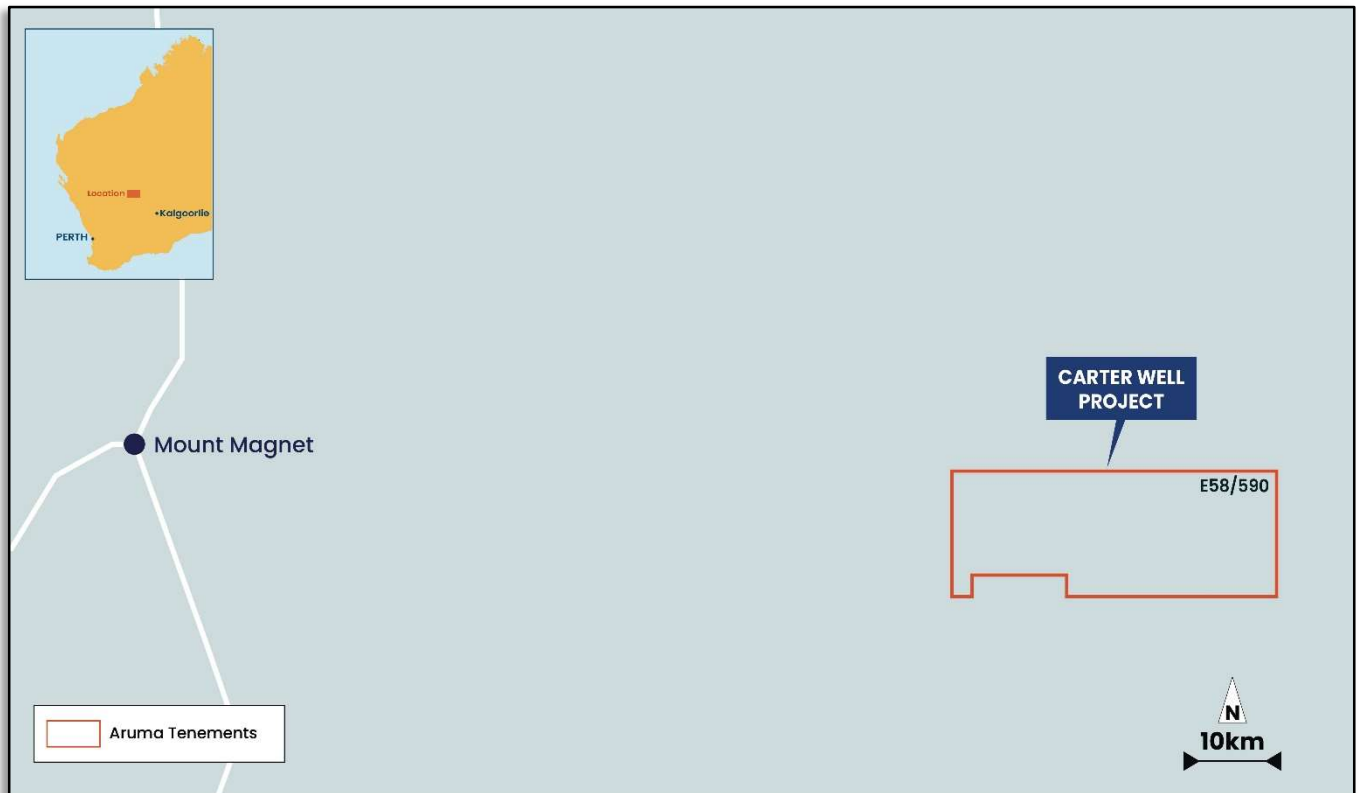 Location
Kalgoorlie
PERTH
CARTER WELL
PROJECT
Mount Magnet
E58/590
Aruma Tenements
N
10km